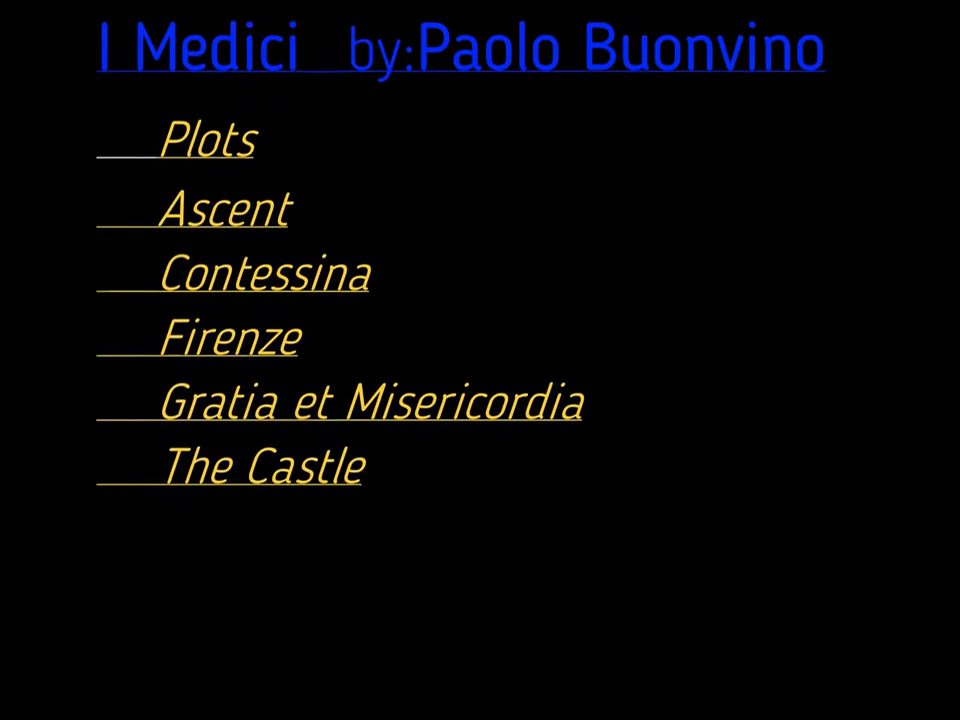 I Medici by:Paolo Buonvino
Plots
Ascent
Contessina
Firenze
Gratia et Misericordia
The Castle